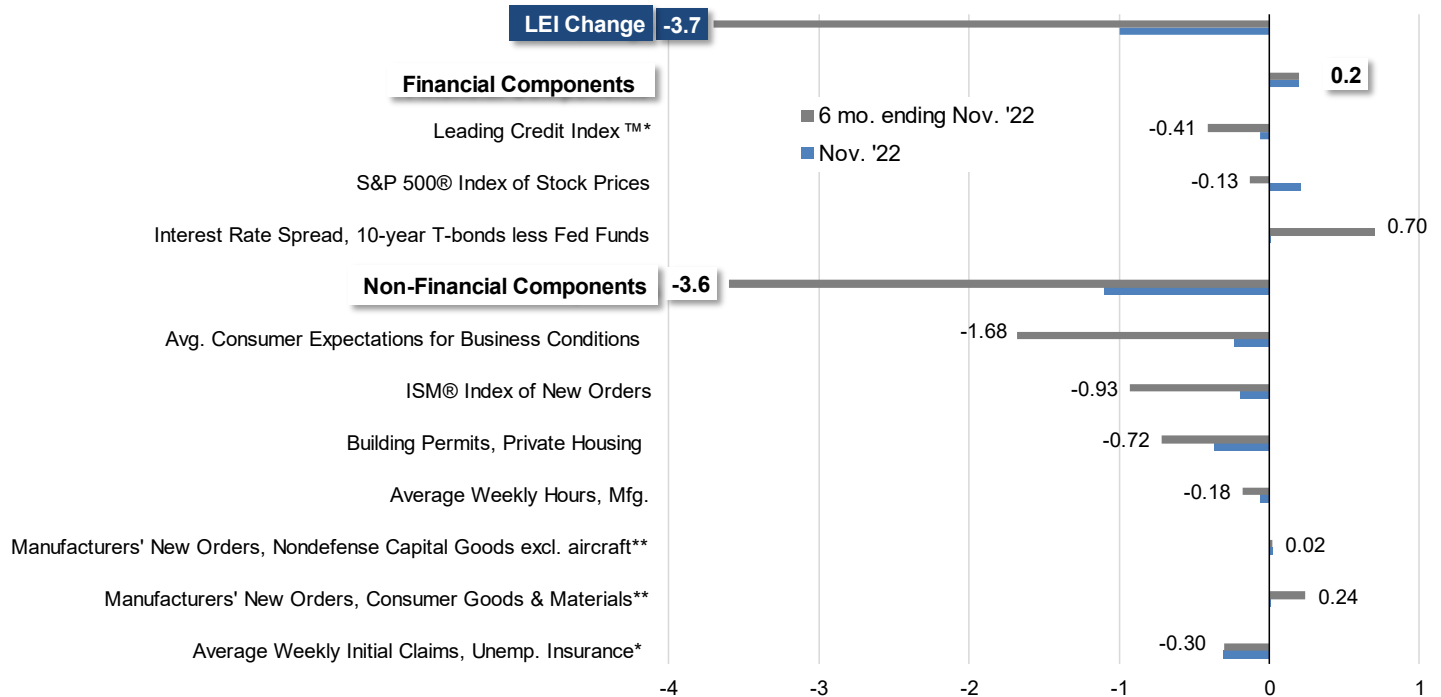 LEI Change -3.7
Financial Components 0.2
6 mo. ending Nov. '22
Leading Credit Index™* -0.41
Nov. '22
S&P 500® Index of Stock Prices -0.13
Interest Rate Spread, 10-year T-bonds less Fed Funds 0.70
Non-Financial Components -3.6
Avg. Consumer Expectations for Business Conditions -1.68
ISM® Index of New Orders -0.93
Building Permits, Private Housing -0.72
Average Weekly Hours, Mfg. -0.18
Manufacturers' New Orders, Nondefense Capital Goods excl. aircraft** 0.02
Manufacturers' New Orders, Consumer Goods & Materials** 0.24
Average Weekly Initial Claims, Unemp. Insurance* -0.30
-4 -3 -2 -1 0 1